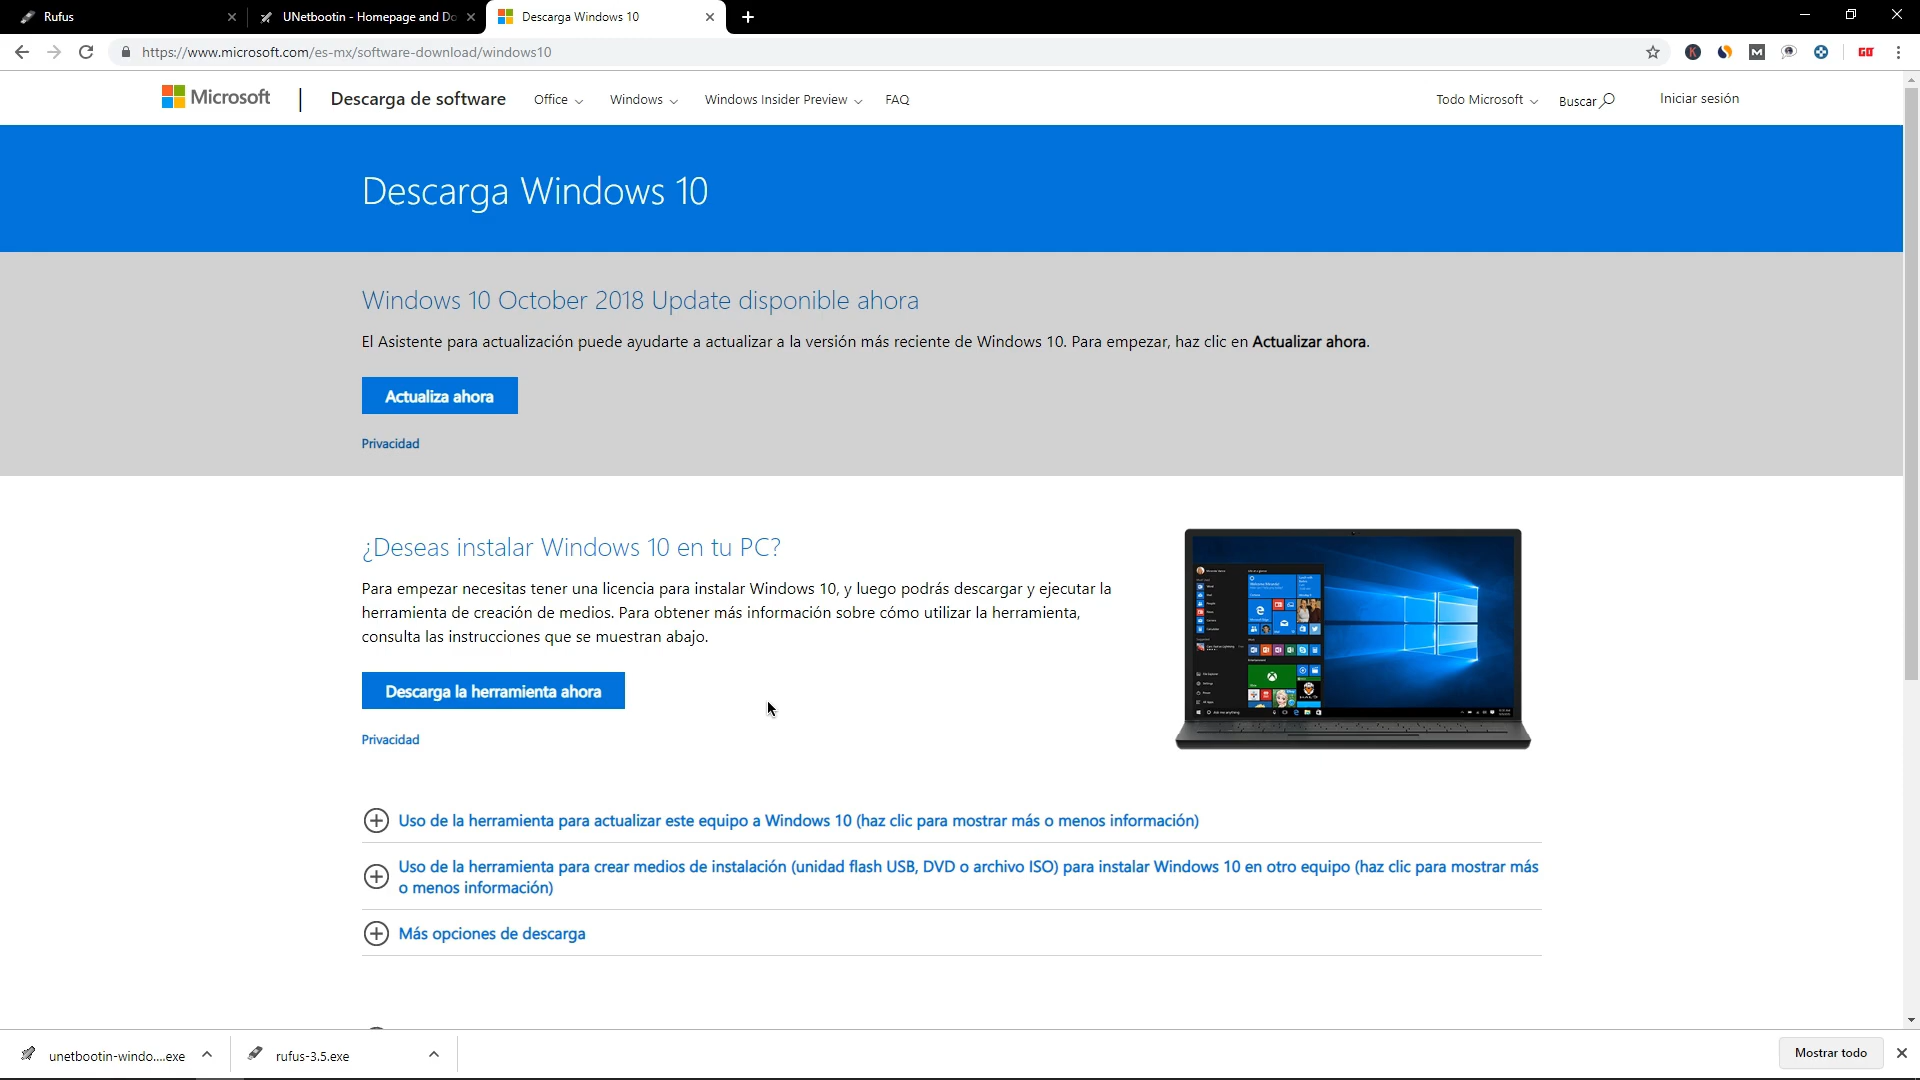 Rufus
UNetbootin - Homepage and Do
Descarga Windows 10
https://www.microsoft.com/es-mx/software-download/windows10
Microsoft
Descarga de software
Office
Windows
Windows Insider Preview
FAQ
Todo Microsoft
Buscar
Iniciar sesión
Descarga Windows 10
Windows 10 October 2018 Update disponible ahora
El Asistente para actualización puede ayudarte a actualizar a la versión más reciente de Windows 10. Para empezar, haz clic en Actualizar ahora.
Actualiza ahora
Privacidad
¿Deseas instalar Windows 10 en tu PC?
Para empezar necesitas tener una licencia para instalar Windows 10, y luego podrás descargar y ejecutar la
herramienta de creación de medios. Para obtener más información sobre cómo utilizar la herramienta,
consulta las instrucciones que se muestran abajo.
Descarga la herramienta ahora
Privacidad
Uso de la herramienta para actualizar este equipo a Windows 10 (haz clic para mostrar más o menos información)
Uso de la herramienta para crear medios de instalación (unidad flash USB, DVD o archivo ISO) para instalar Windows 10 en otro equipo (haz clic para mostrar más
o menos información)
Más opciones de descarga
unetbootin-windo....exe
rufus-3.5.exe
Mostrar todo